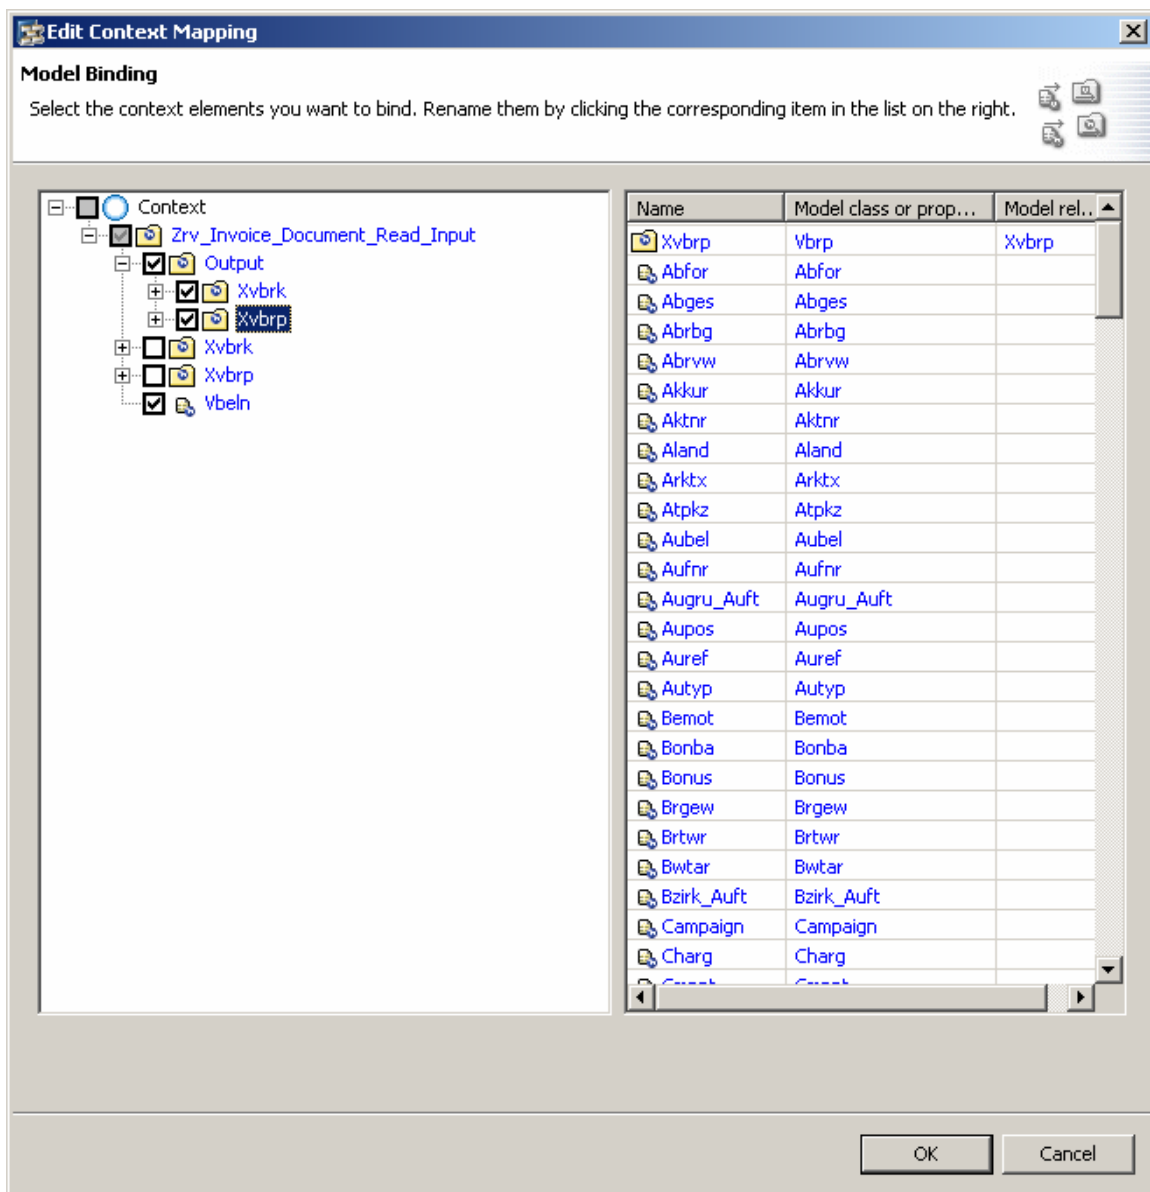 Edit Context Mapping
Model Binding
Select the context elements you want to bind. Rename them by clicking the corresponding item in the list on the right.
Context
Zrv_Invoice_Document_Read_Input
Output
Xvbrk
Xvbrp
Xvbrk
Xvbrp
Vbeln
Name Model class or prop... Model rel..
Xvbrp Vbrp Xvbrp
Abfor Abfor
Abges Abges
Abrbg Abrbg
Abrvw Abrvw
Akkur Akkur
Aktnr Aktnr
Aland Aland
Arktx Arktx
Atpkz Atpkz
Aubel Aubel
Aufnr Aufnr
Augru_Auft Augru_Auft
Aupos Aupos
Auref Auref
Autyp Autyp
Bemot Bemot
Bonba Bonba
Bonus Bonus
Brgew Brgew
Brtwr Brtwr
Bwtar Bwtar
Bzirk_Auft Bzirk_Auft
Campaign Campaign
Charg Charg
OK Cancel